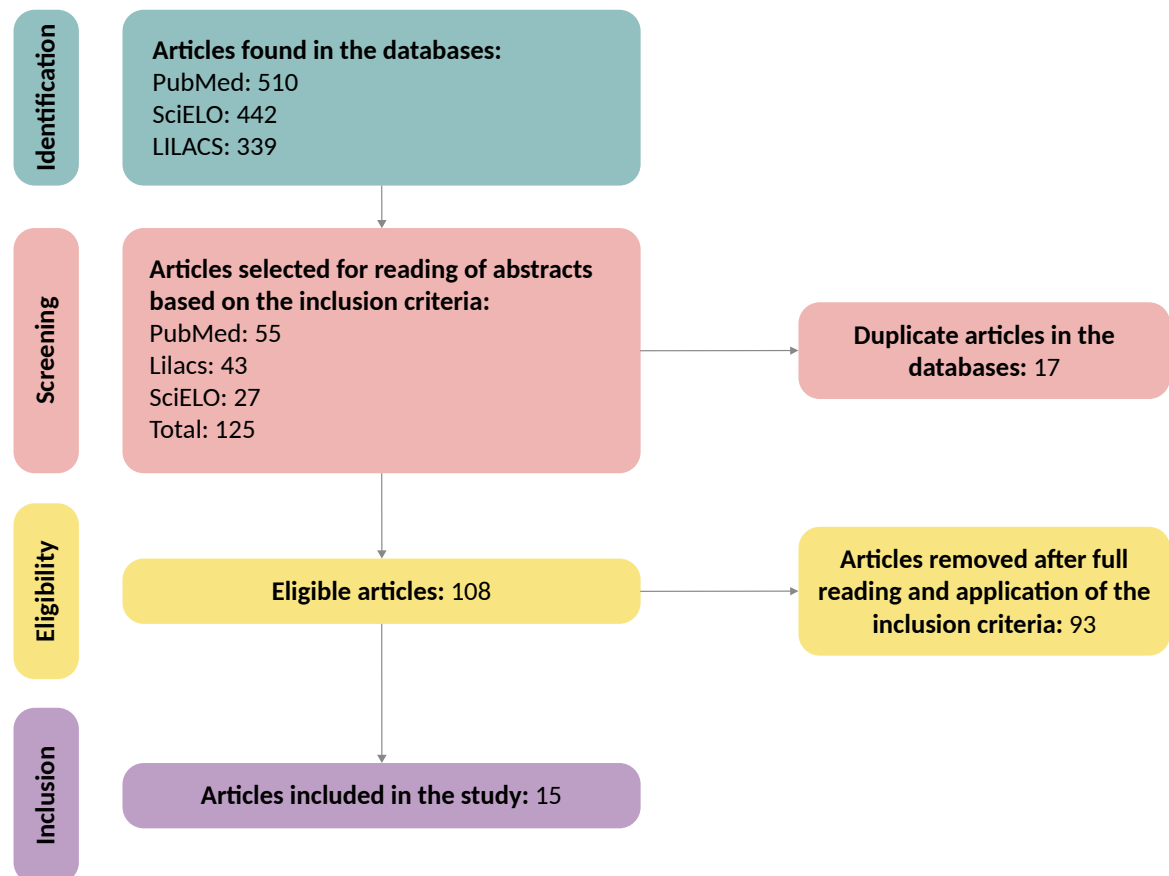 Identification
Articles found in the databases:
PubMed: 510
SciELO: 442
LILACS: 339
Screening
Articles selected for reading of abstracts
based on the inclusion criteria:
PubMed: 55
Lilacs: 43
SciELO: 27
Total: 125
Duplicate articles in the
databases: 17
Eligibility
Eligible articles: 108
Articles removed after full
reading and application of the
inclusion criteria: 93
Inclusion
Articles included in the study: 15